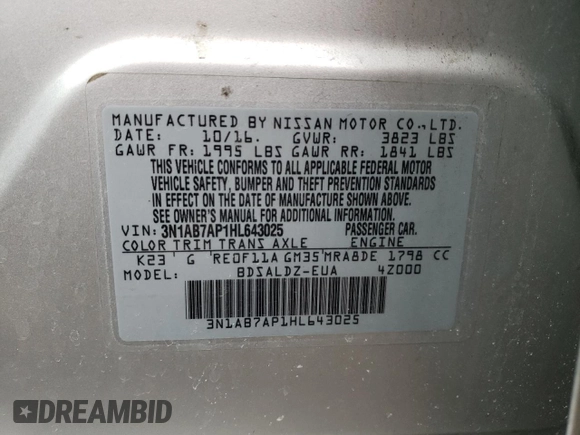 MANUFACTURED BY NISSAN MOTOR CO., LTD.
DATE: 10/16. GVWR: 3823 LBS
GAWR FR: 1995 LBS GAWR RR: 1841 LBS
THIS VEHICLE CONFORMS TO ALL APPLICABLE FEDERAL MOTOR
VEHICLE SAFETY, BUMPER AND THEFT PREVENTION STANDARDS
IN EFFECT ON THE DATE OF MANUFACTURE SHOWN ABOVE.
SEE OWNER'S MANUAL FOR ADDITIONAL INFORMATION.
VIN: 3N1AB7AP1HL643025 PASSENGER CAR.
COLOR TRIM TRANS AXLE ENGINE
K23 G RE0F11A GM35 MRA8DE 1798 CC
MODEL: BDSALDZ-EUA 4Z000
3N1AB7AP1HL643025
DREAMBID